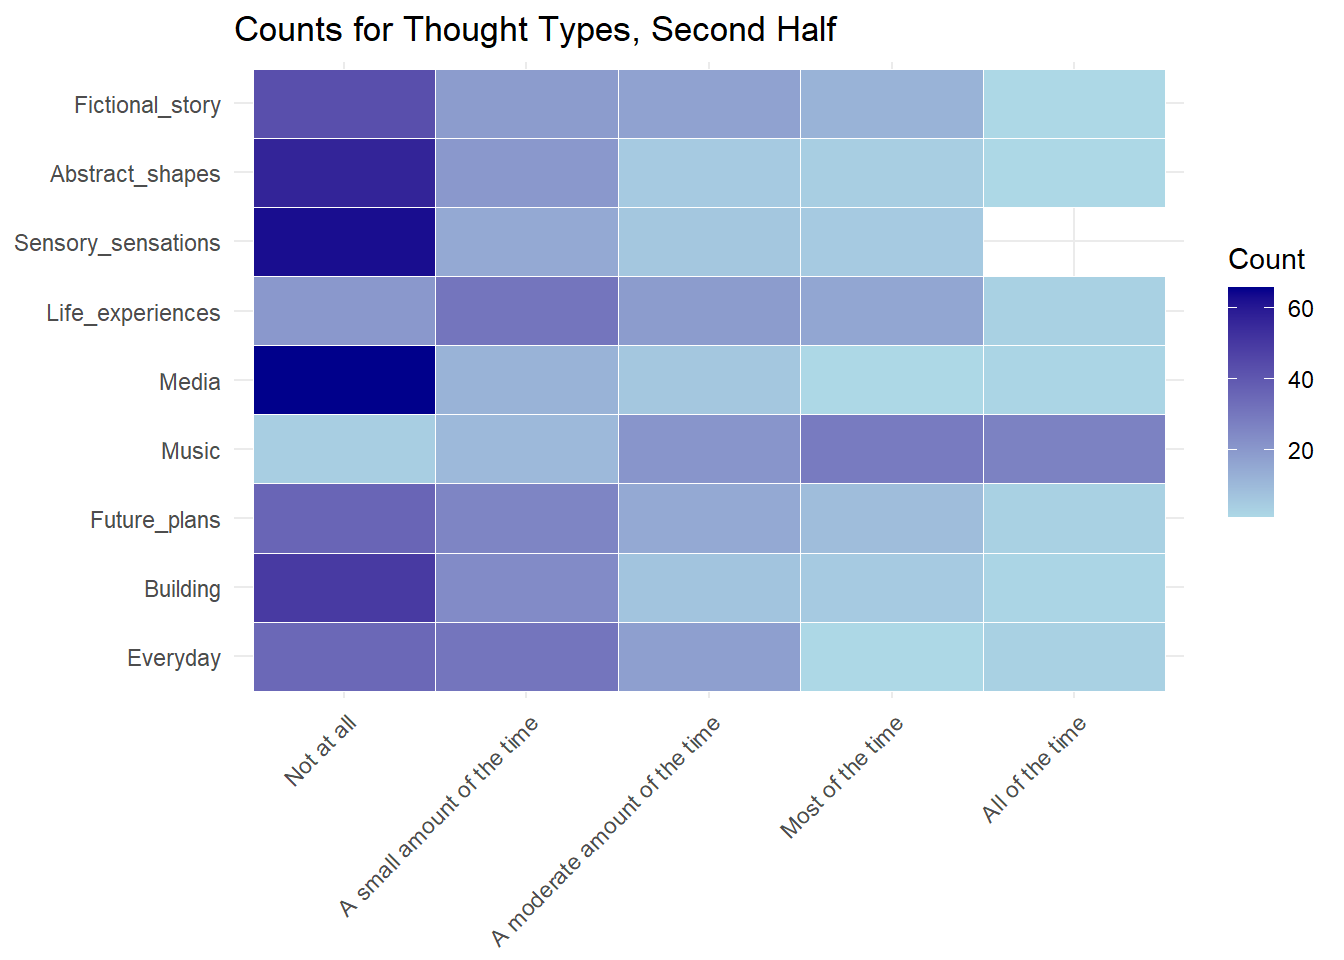 Counts for Thought Types, Second Half
Fictional_story
Abstract_shapes
Sensory_sensations
Life_experiences
Media
Music
Future_plans
Building
Everyday
Not at all
A small amount of the time
A moderate amount of the time
Most of the time
All of the time
Count
60
40
20